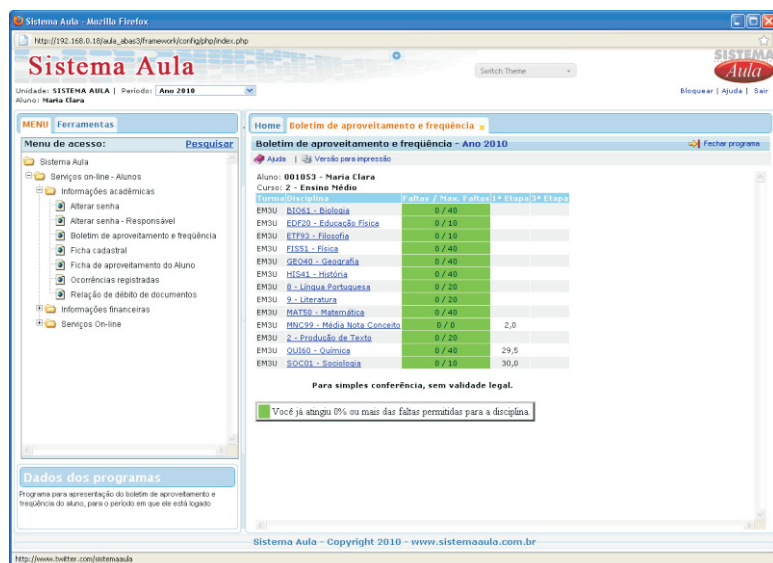 Sistema Aula - Mozilla Firefox
http://192.168.0.18/aula_abas3/framework/config/php/index.php
Sistema Aula
Switch Theme
SISTEMA
Aula
Unidade: SISTEMA AULA | Período: Ano 2010
Bloquear | Ajuda | Sair
Aluno: Maria Clara
MENU Ferramentas
Menu de acesso: Pesquisar
Sistema Aula
Serviços on-line - Alunos
Informações acadêmicas
Alterar senha
Alterar senha - Responsável
Boletim de aproveitamento e freqüência
Ficha cadastral
Ficha de aproveitamento do Aluno
Ocorrências registradas
Relação de débito de documentos
Informações financeiras
Serviços On-line
Dados dos programas
Programa para apresentação do boletim de aproveitamento e
freqüência do aluno, para o período em que ele está logado
Home Boletim de aproveitamento e freqüência
Boletim de aproveitamento e freqüência - Ano 2010 Fechar programa
Ajuda | Versão para impressão
Aluno: 001053 - Maria Clara
Curso: 2 - Ensino Médio
Turma Disciplina Faltas / Max. Faltas 1ª Etapa 3ª Etapa
EM3U BIO61 - Biologia 0 / 40
EM3U EDF20 - Educação Física 0 / 10
EM3U ETF93 - Filosofia 0 / 10
EM3U FIS51 - Física 0 / 40
EM3U GEO40 - Geografia 0 / 40
EM3U HIS41 - História 0 / 40
EM3U 8 - Língua Portuguesa 0 / 20
EM3U 9 - Literatura 0 / 20
EM3U MAT50 - Matemática 0 / 40
EM3U MNC99 - Média Nota Conceito 0 / 0 2,0
EM3U 2 - Produção de Texto 0 / 20
EM3U QUI60 - Química 0 / 40 29,5
EM3U SOC01 - Sociologia 0 / 10 30,0
Para simples conferência, sem validade legal.
Você já atingiu 0% ou mais das faltas permitidas para a disciplina.
Sistema Aula - Copyright 2010 - www.sistemaaula.com.br
http://www.twitter.com/sistemaaula